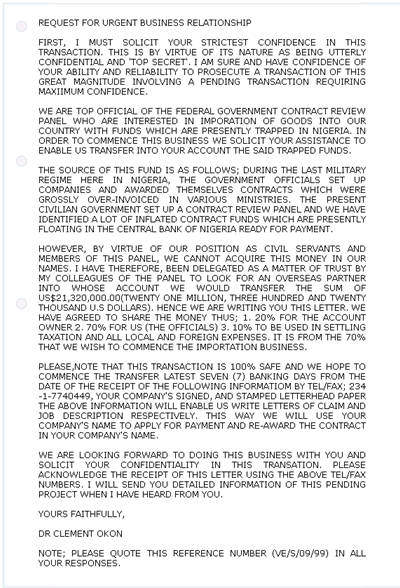 REQUEST FOR URGENT BUSINESS RELATIONSHIP
FIRST, I MUST SOLICIT YOUR STRICTEST CONFIDENCE IN THIS
TRANSACTION. THIS IS BY VIRTUE OF ITS NATURE AS BEING UTTERLY
CONFIDENTIAL AND 'TOP SECRET'. I AM SURE AND HAVE CONFIDENCE OF
YOUR ABILITY AND RELIABILITY TO PROSECUTE A TRANSACTION OF THIS
GREAT MAGNITUDE INVOLVING A PENDING TRANSACTION REQUIRING
MAXIIMUM CONFIDENCE.
WE ARE TOP OFFICIAL OF THE FEDERAL GOVERNMENT CONTRACT REVIEW
PANEL WHO ARE INTERESTED IN IMPORATION OF GOODS INTO OUR
COUNTRY WITH FUNDS WHICH ARE PRESENTLY TRAPPED IN NIGERIA. IN
ORDER TO COMMENCE THIS BUSINESS WE SOLICIT YOUR ASSISTANCE TO
ENABLE US TRANSFER INTO YOUR ACCOUNT THE SAID TRAPPED FUNDS.
THE SOURCE OF THIS FUND IS AS FOLLOWS; DURING THE LAST MILITARY
REGIME HERE IN NIGERIA, THE GOVERNMENT OFFICIALS SET UP
COMPANIES AND AWARDED THEMSELVES CONTRACTS WHICH WERE
GROSSLY OVER-INVOICED IN VARIOUS MINISTRIES. THE PRESENT
CIVILIAN GOVERNMENT SET UP A CONTRACT REVIEW PANEL AND WE HAVE
IDENTIFIED A LOT OF INFLATED CONTRACT FUNDS WHICH ARE PRESENTLY
FLOATING IN THE CENTRAL BANK OF NIGERIA READY FOR PAYMENT.
HOWEVER, BY VIRTUE OF OUR POSITION AS CIVIL SERVANTS AND
MEMBERS OF THIS PANEL, WE CANNOT ACQUIRE THIS MONEY IN OUR
NAMES. I HAVE THEREFORE, BEEN DELEGATED AS A MATTER OF TRUST BY
MY COLLEAGUES OF THE PANEL TO LOOK FOR AN OVERSEAS PARTNER
INTO WHOSE ACCOUNT WE WOULD TRANSFER THE SUM OF
US$21,320,000.00(TWENTY ONE MILLION, THREE HUNDRED AND TWENTY
THOUSAND U.S DOLLARS). HENCE WE ARE WRITING YOU THIS LETTER. WE
HAVE AGREED TO SHARE THE MONEY THUS; 1. 20% FOR THE ACCOUNT
OWNER 2. 70% FOR US (THE OFFICIALS) 3. 10% TO BE USED IN SETTLING
TAXATION AND ALL LOCAL AND FOREIGN EXPENSES. IT IS FROM THE 70%
THAT WE WISH TO COMMENCE THE IMPORTATION BUSINESS.
PLEASE,NOTE THAT THIS TRANSACTION IS 100% SAFE AND WE HOPE TO
COMMENCE THE TRANSFER LATEST SEVEN (7) BANKING DAYS FROM THE
DATE OF THE RECEIPT OF THE FOLLOWING INFORMATIOM BY TEL/FAX; 234
-1-7740449, YOUR COMPANY'S SIGNED, AND STAMPED LETTERHEAD PAPER
THE ABOVE INFORMATION WILL ENABLE US WRITE LETTERS OF CLAIM AND
JOB DESCRIPTION RESPECTIVELY. THIS WAY WE WILL USE YOUR
COMPANY'S NAME TO APPLY FOR PAYMENT AND RE-AWARD THE CONTRACT
IN YOUR COMPANY'S NAME.
WE ARE LOOKING FORWARD TO DOING THIS BUSINESS WITH YOU AND
SOLICIT YOUR CONFIDENTIALITY IN THIS TRANSATION. PLEASE
ACKNOWLEDGE THE RECEIPT OF THIS LETTER USING THE ABOVE TEL/FAX
NUMBERS. I WILL SEND YOU DETAILED INFORMATION OF THIS PENDING
PROJECT WHEN I HAVE HEARD FROM YOU.
YOURS FAITHFULLY,
DR CLEMENT OKON
NOTE; PLEASE QUOTE THIS REFERENCE NUMBER (VE/S/09/99) IN ALL
YOUR RESPONSES.